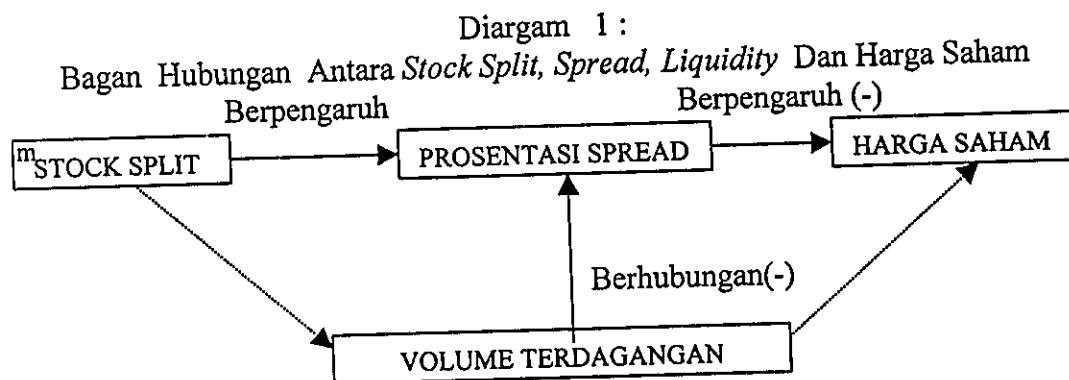 Diargam 1 :
Bagan Hubungan Antara Stock Split, Spread, Liquidity Dan Harga Saham
Berpengaruh Berpengaruh (-)
mSTOCK SPLIT PROSENTASI SPREAD HARGA SAHAM
Berhubungan(-)
VOLUME TERDAGANGAN